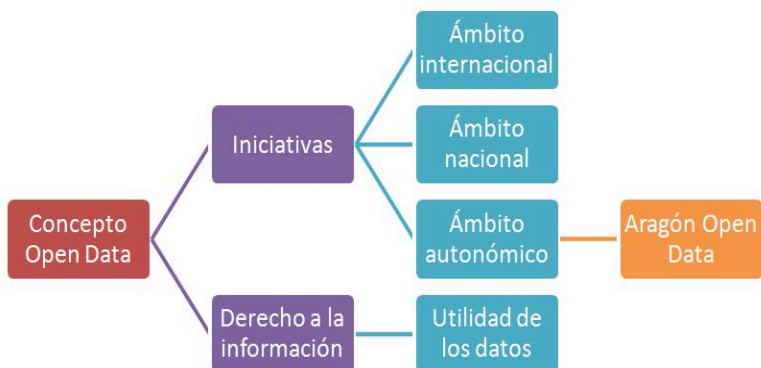 Ámbito
internacional
Iniciativas
Ámbito
nacional
Concepto
Open Data
Ámbito
autonómico
Aragón Open
Data
Derecho a la
información
Utilidad de
los datos